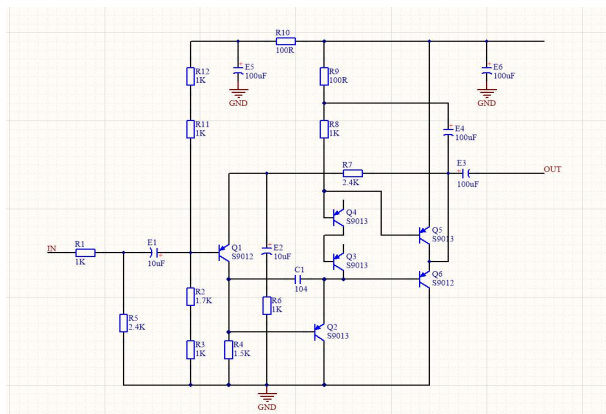 R10
100R
R12
1K
E5
100uF
GND
R9
100R
E6
100uF
GND
R11
1K
R8
1K
E4
100uF
R7
2.4K
E3
100uF
OUT
Q4
S9013
Q5
S9013
IN
R1
1K
E1
10uF
Q1
S9012
E2
10uF
Q3
S9013
C1
104
Q6
S9012
R2
1.7K
R6
1K
R5
2.4K
Q2
S9013
R3
1K
R4
1.5K
GND